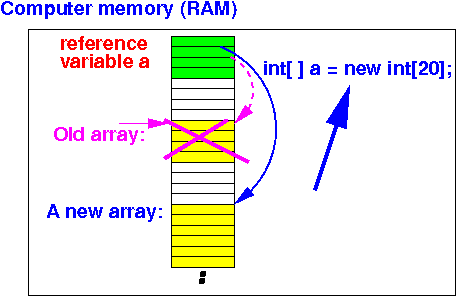 Computer memory (RAM)
reference
variable a
int[ ] a = new int[20];
Old array:
A new array:
: